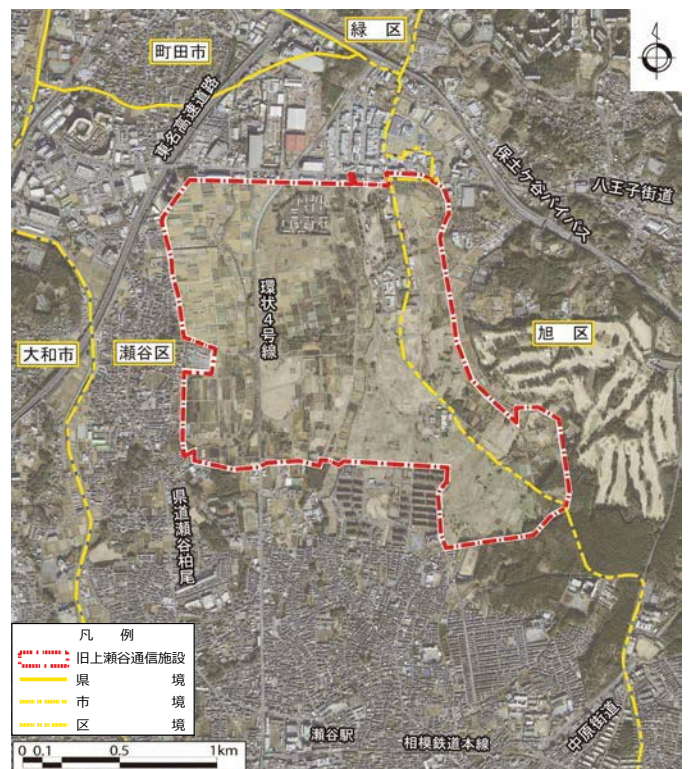 緑 区
町田市
東名高速道路
保土ケ谷バイパス
八王子街道
環状4号線
大和市
瀬谷区
旭 区
県道瀬谷柏尾
凡 例
旧上瀬谷通信施設
県 境
市 境
区 境
0 0.1 0.5 1km
瀬谷駅
相模鉄道本線
中原街道